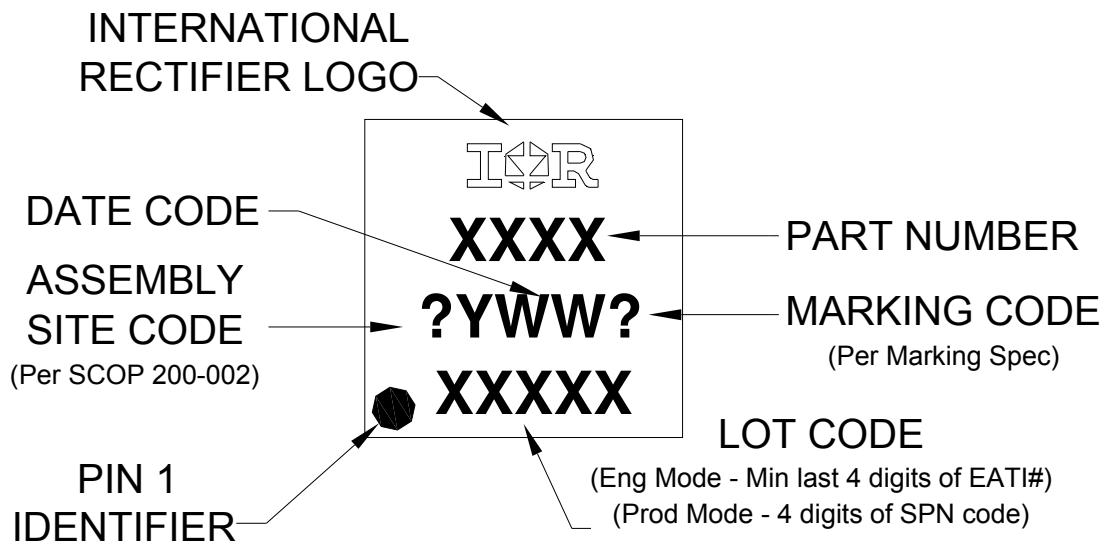 INTERNATIONAL
RECTIFIER LOGO
IOR
DATE CODE
XXXX
PART NUMBER
ASSEMBLY
SITE CODE
(Per SCOP 200-002)
?YWW?
MARKING CODE
(Per Marking Spec)
XXXXX
LOT CODE
(Eng Mode - Min last 4 digits of EATI#)
(Prod Mode - 4 digits of SPN code)
PIN 1
IDENTIFIER